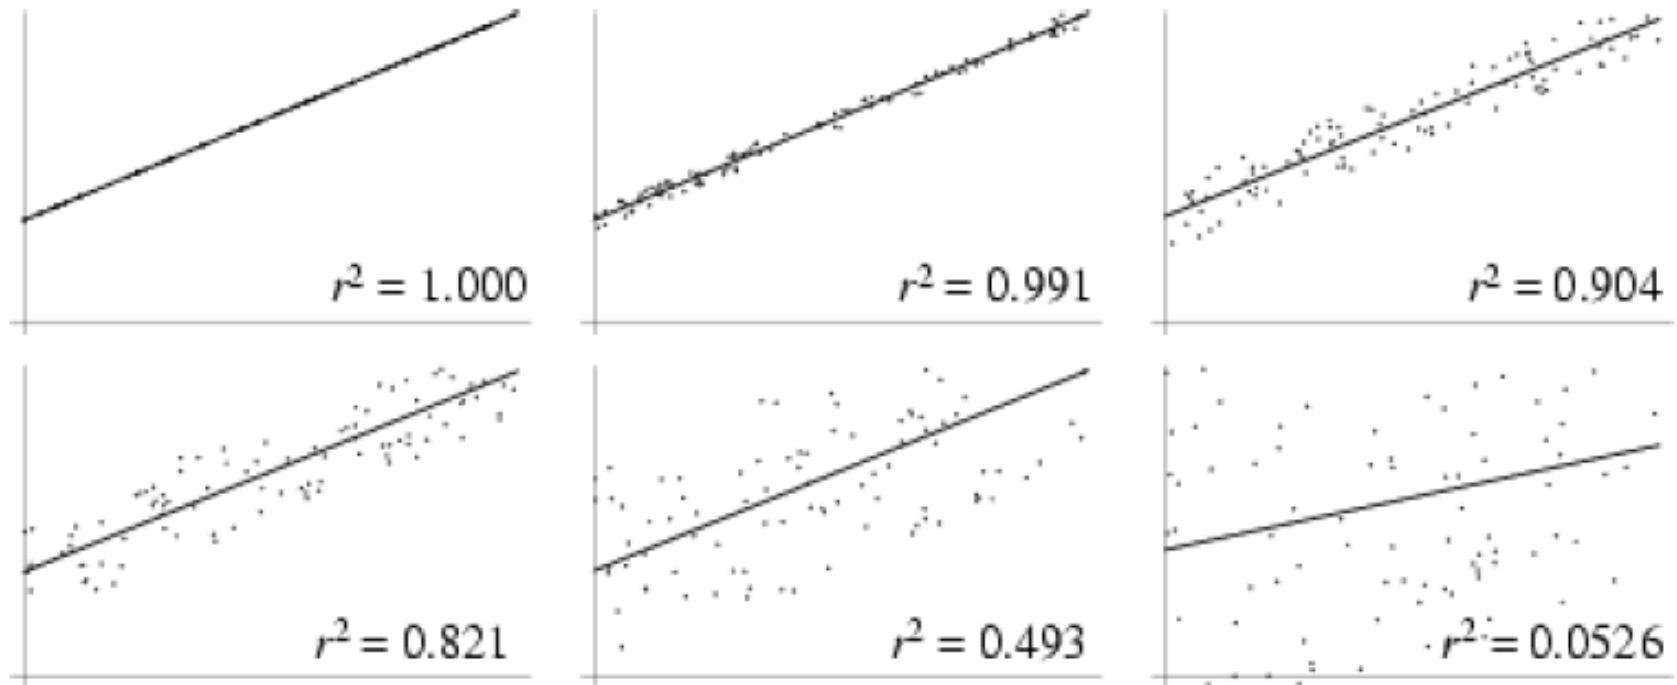 r² = 1.000
r² = 0.991
r² = 0.904
r² = 0.821
r² = 0.493
r² = 0.0526